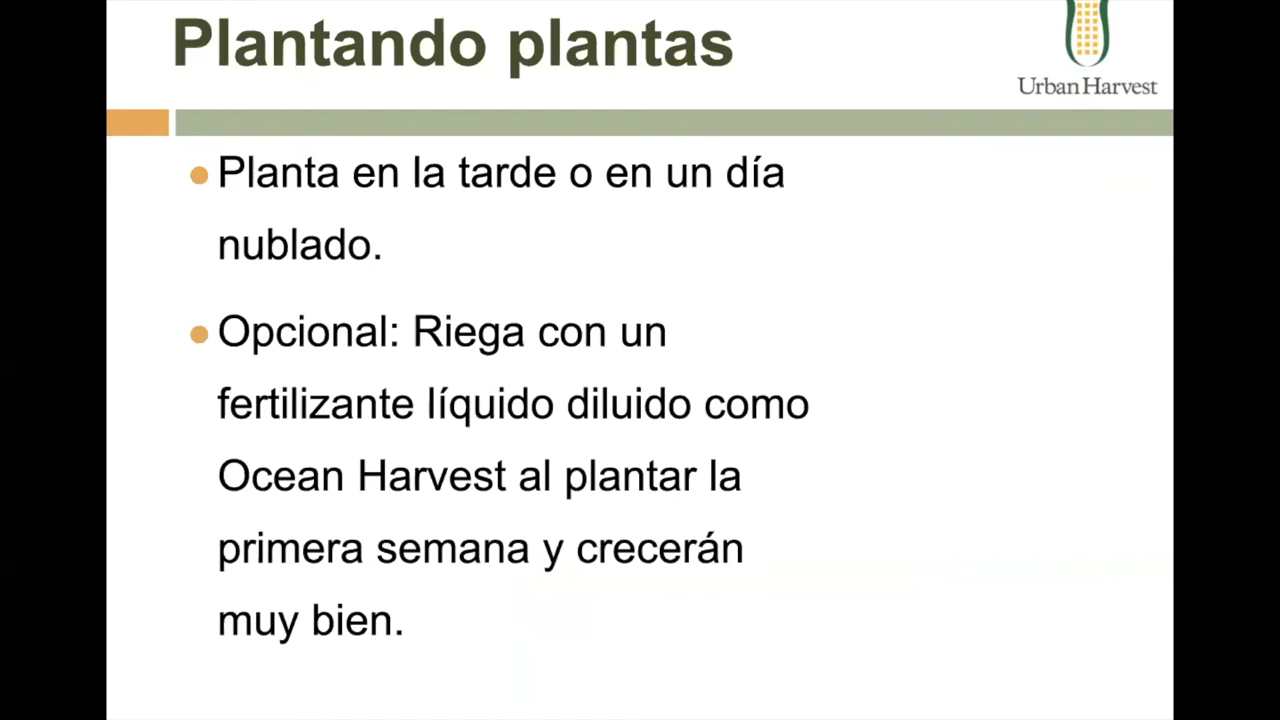 Plantando plantas
Urban Harvest
Planta en la tarde o en un día
nublado.
Opcional: Riega con un
fertilizante líquido diluido como
Ocean Harvest al plantar la
primera semana y crecerán
muy bien.